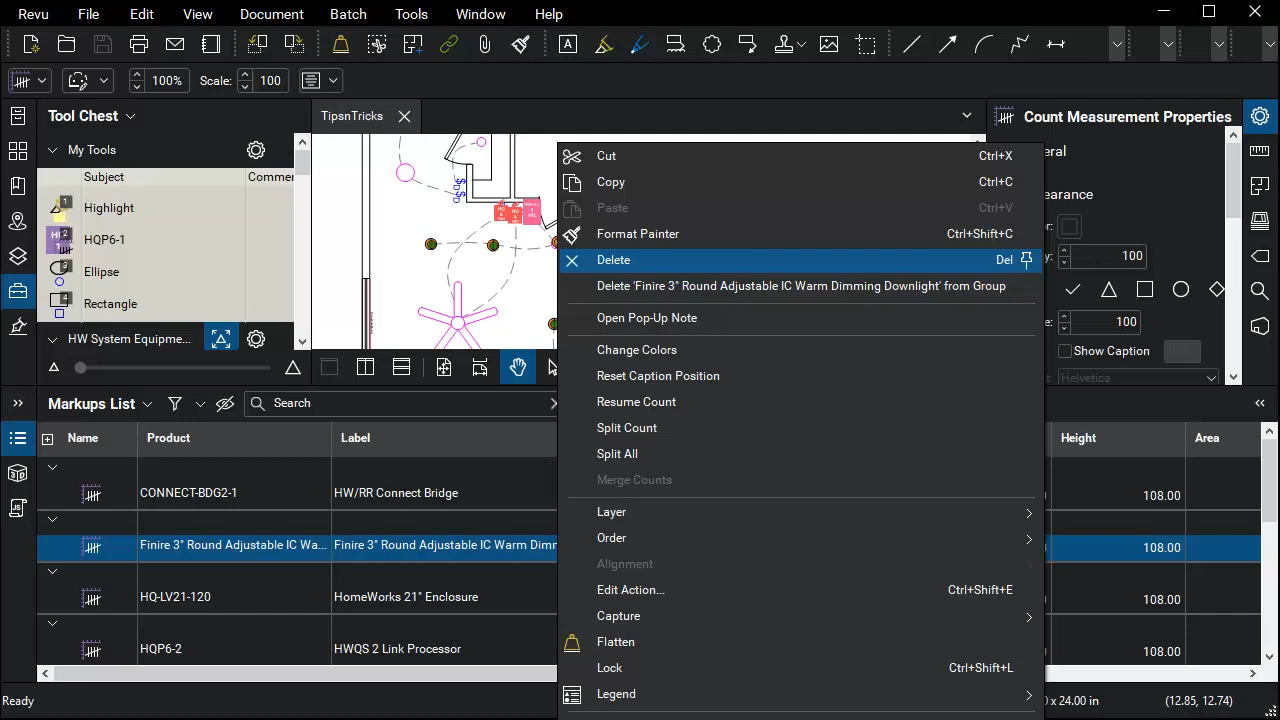 Revu File Edit View Document Batch Tools Window Help
100% Scale: 100
Tool Chest
TipsnTricks
Count Measurement Properties
My Tools
Subject Commer
1 Highlight
2 HQP6-1
3 Ellipse
4 Rectangle
HW System Equipme...
eral
earance
100
100
Show Caption
Helvetica
Cut Ctrl+X
Copy Ctrl+C
Paste Ctrl+V
Format Painter Ctrl+Shift+C
Delete Del
Delete 'Finire 3" Round Adjustable IC Warm Dimming Downlight' from Group
Open Pop-Up Note
Change Colors
Reset Caption Position
Resume Count
Split Count
Split All
Merge Counts
Layer
Order
Alignment
Edit Action... Ctrl+Shift+E
Capture
Flatten
Lock Ctrl+Shift+L
Legend
Markups List
Search
Name Product Label Height Area
CONNECT-BDG2-1 HW/RR Connect Bridge 108.00
Finire 3" Round Adjustable IC Wa... Finire 3" Round Adjustable IC Warm Dimm 108.00
HQ-LV21-120 HomeWorks 21" Enclosure 108.00
HQP6-2 HWQS 2 Link Processor 108.00
Ready
x 24.00 in (12.85, 12.74)